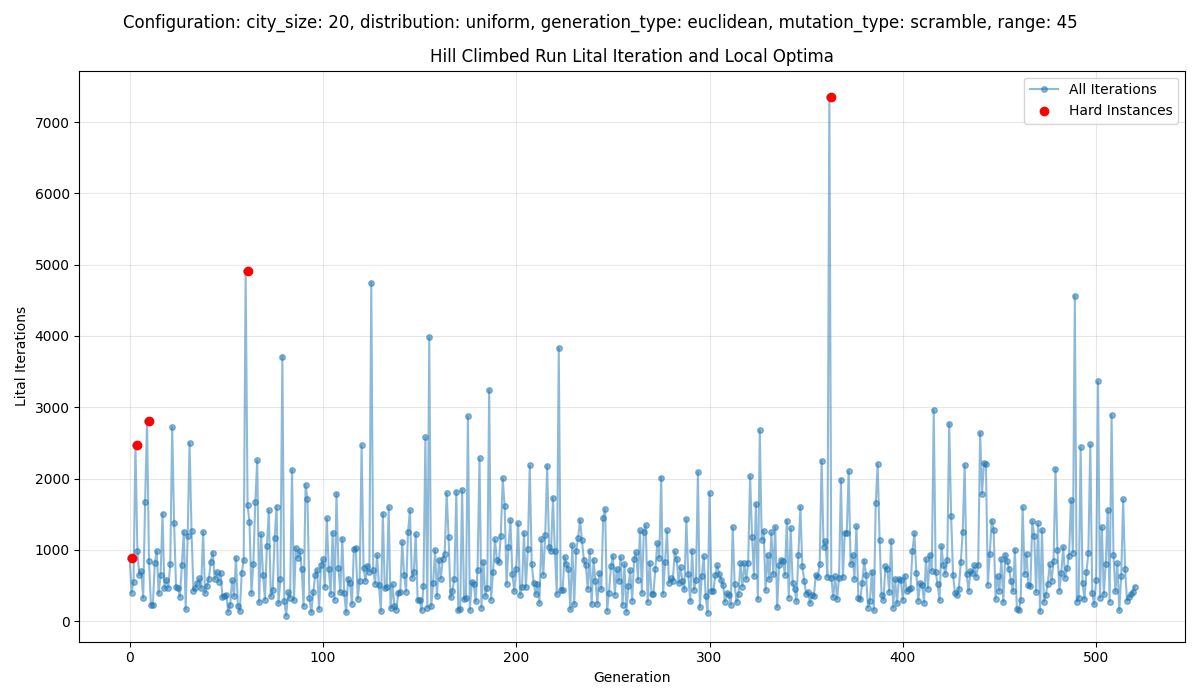 Configuration: city_size: 20, distribution: uniform, generation_type: euclidean, mutation_type: scramble, range: 45
Hill Climbed Run Lital Iteration and Local Optima
All Iterations
Hard Instances
Lital Iterations
7000
6000
5000
4000
3000
2000
1000
0
0
100
200
300
400
500
Generation